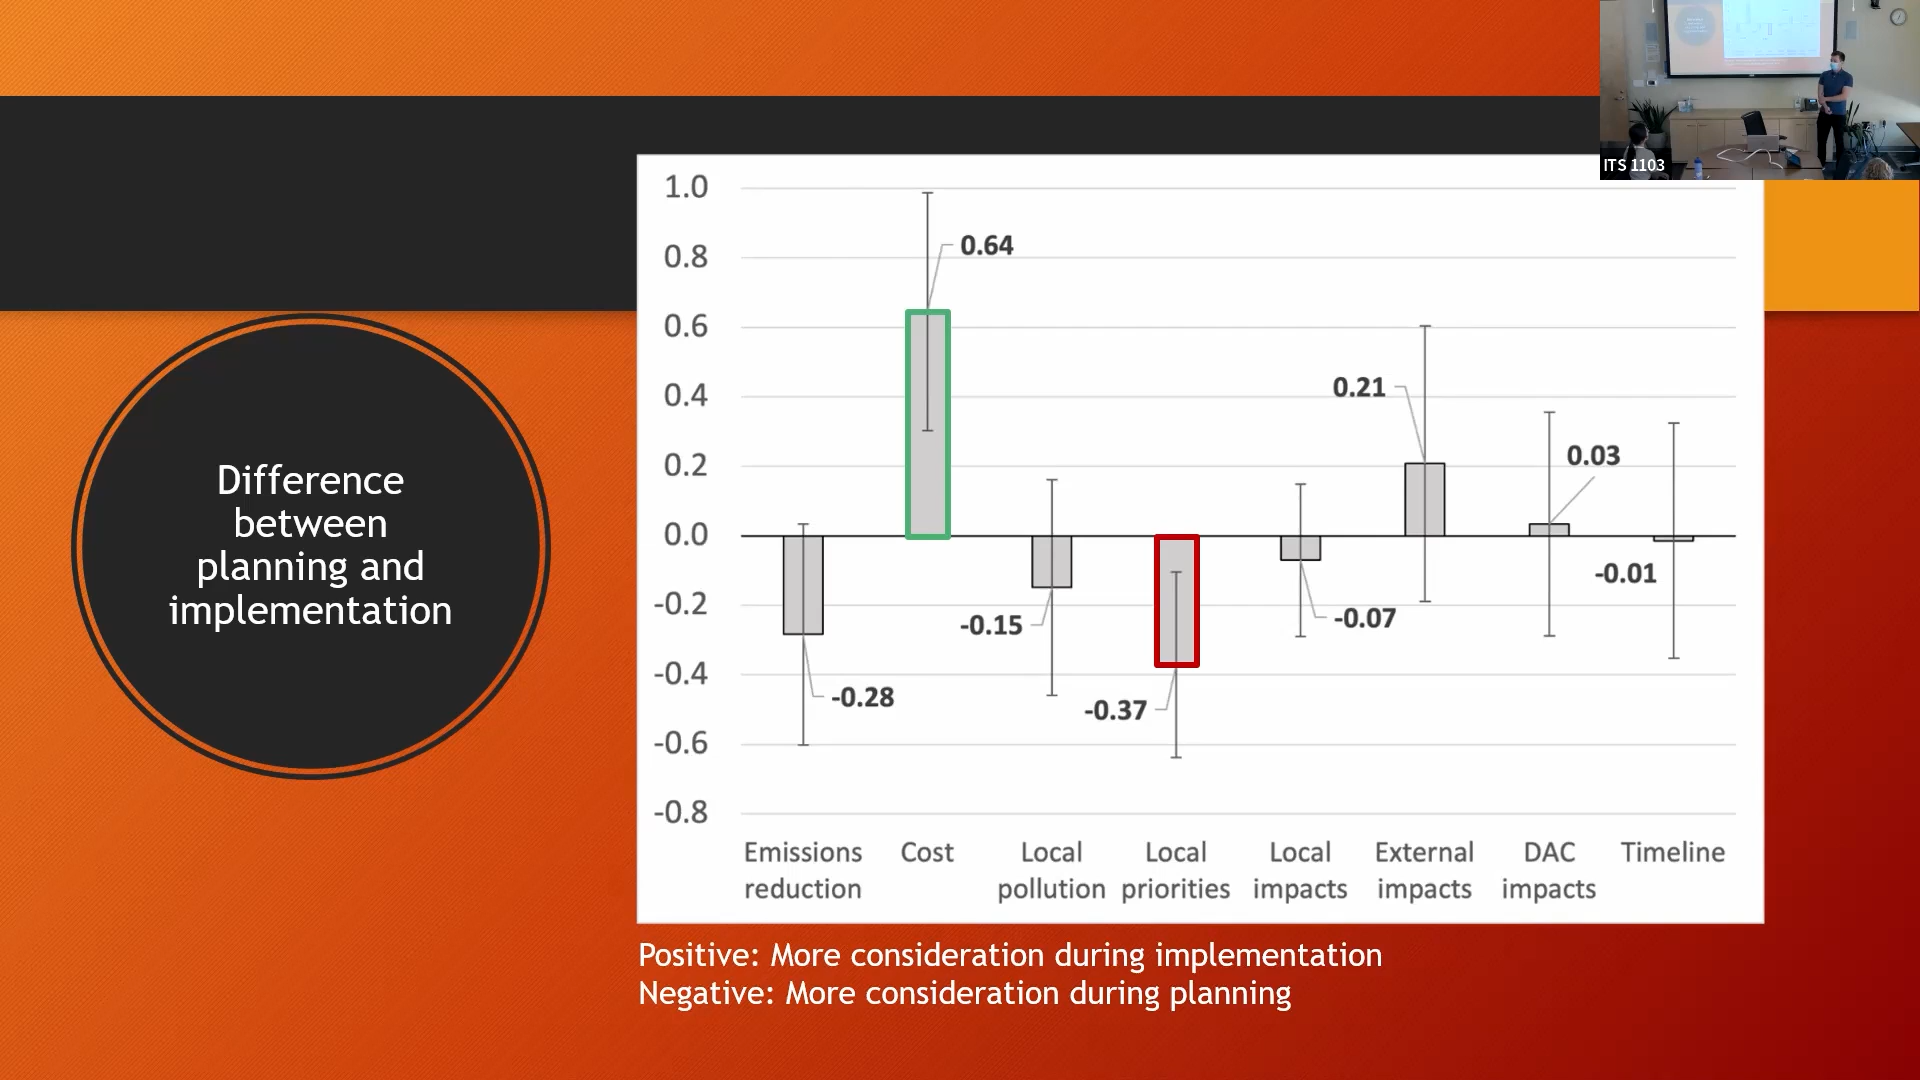 ITS 1103
Difference
between
planning and
implementation
1.0
0.8
0.6
0.4
0.2
0.0
-0.2
-0.4
-0.6
-0.8
0.64
0.21
0.03
-0.01
-0.15
-0.07
-0.28
-0.37
Emissions reduction
Cost
Local pollution
Local priorities
Local impacts
External impacts
DAC impacts
Timeline
Positive: More consideration during implementation
Negative: More consideration during planning